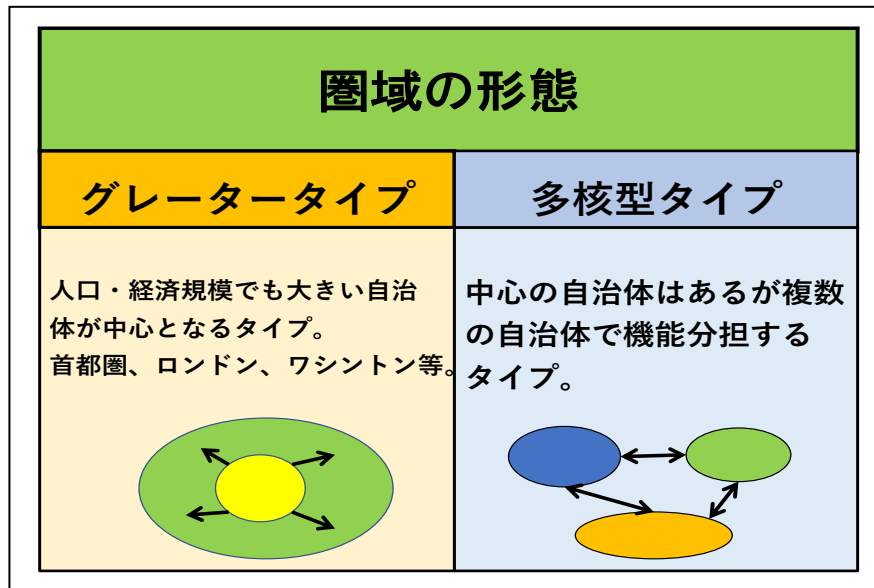 圏域の形態
グレータータイプ
多核型タイプ
人口・経済規模でも大きい自治
体が中心となるタイプ。
首都圏、ロンドン、ワシントン等。
中心の自治体はあるが複数
の自治体で機能分担する
タイプ。